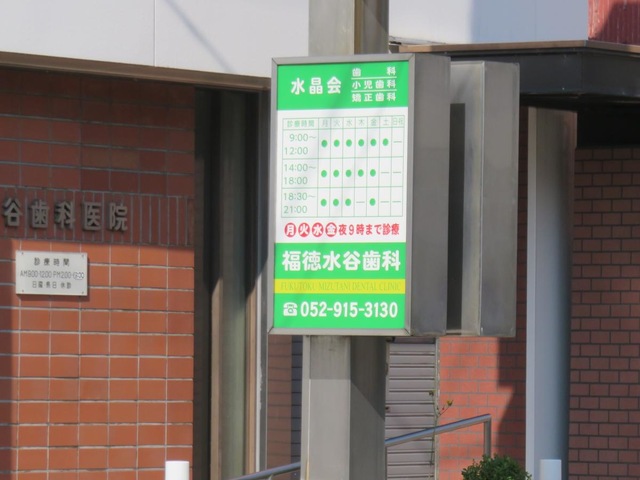 水晶会
歯科
小児歯科
矯正歯科
診療時間 月 火 水 木 金 土 日祝
9:00〜12:00 ● ● ● ● ● ● —
14:00〜18:00 ● ● ● ● ● — —
18:30〜21:00 ● ● ● — ● — —
月火水金夜9時まで診療
福徳水谷歯科
FUKUTOKU MIZUTANI DENTAL CLINIC
☎052-915-3130
谷歯科医院
診療時間